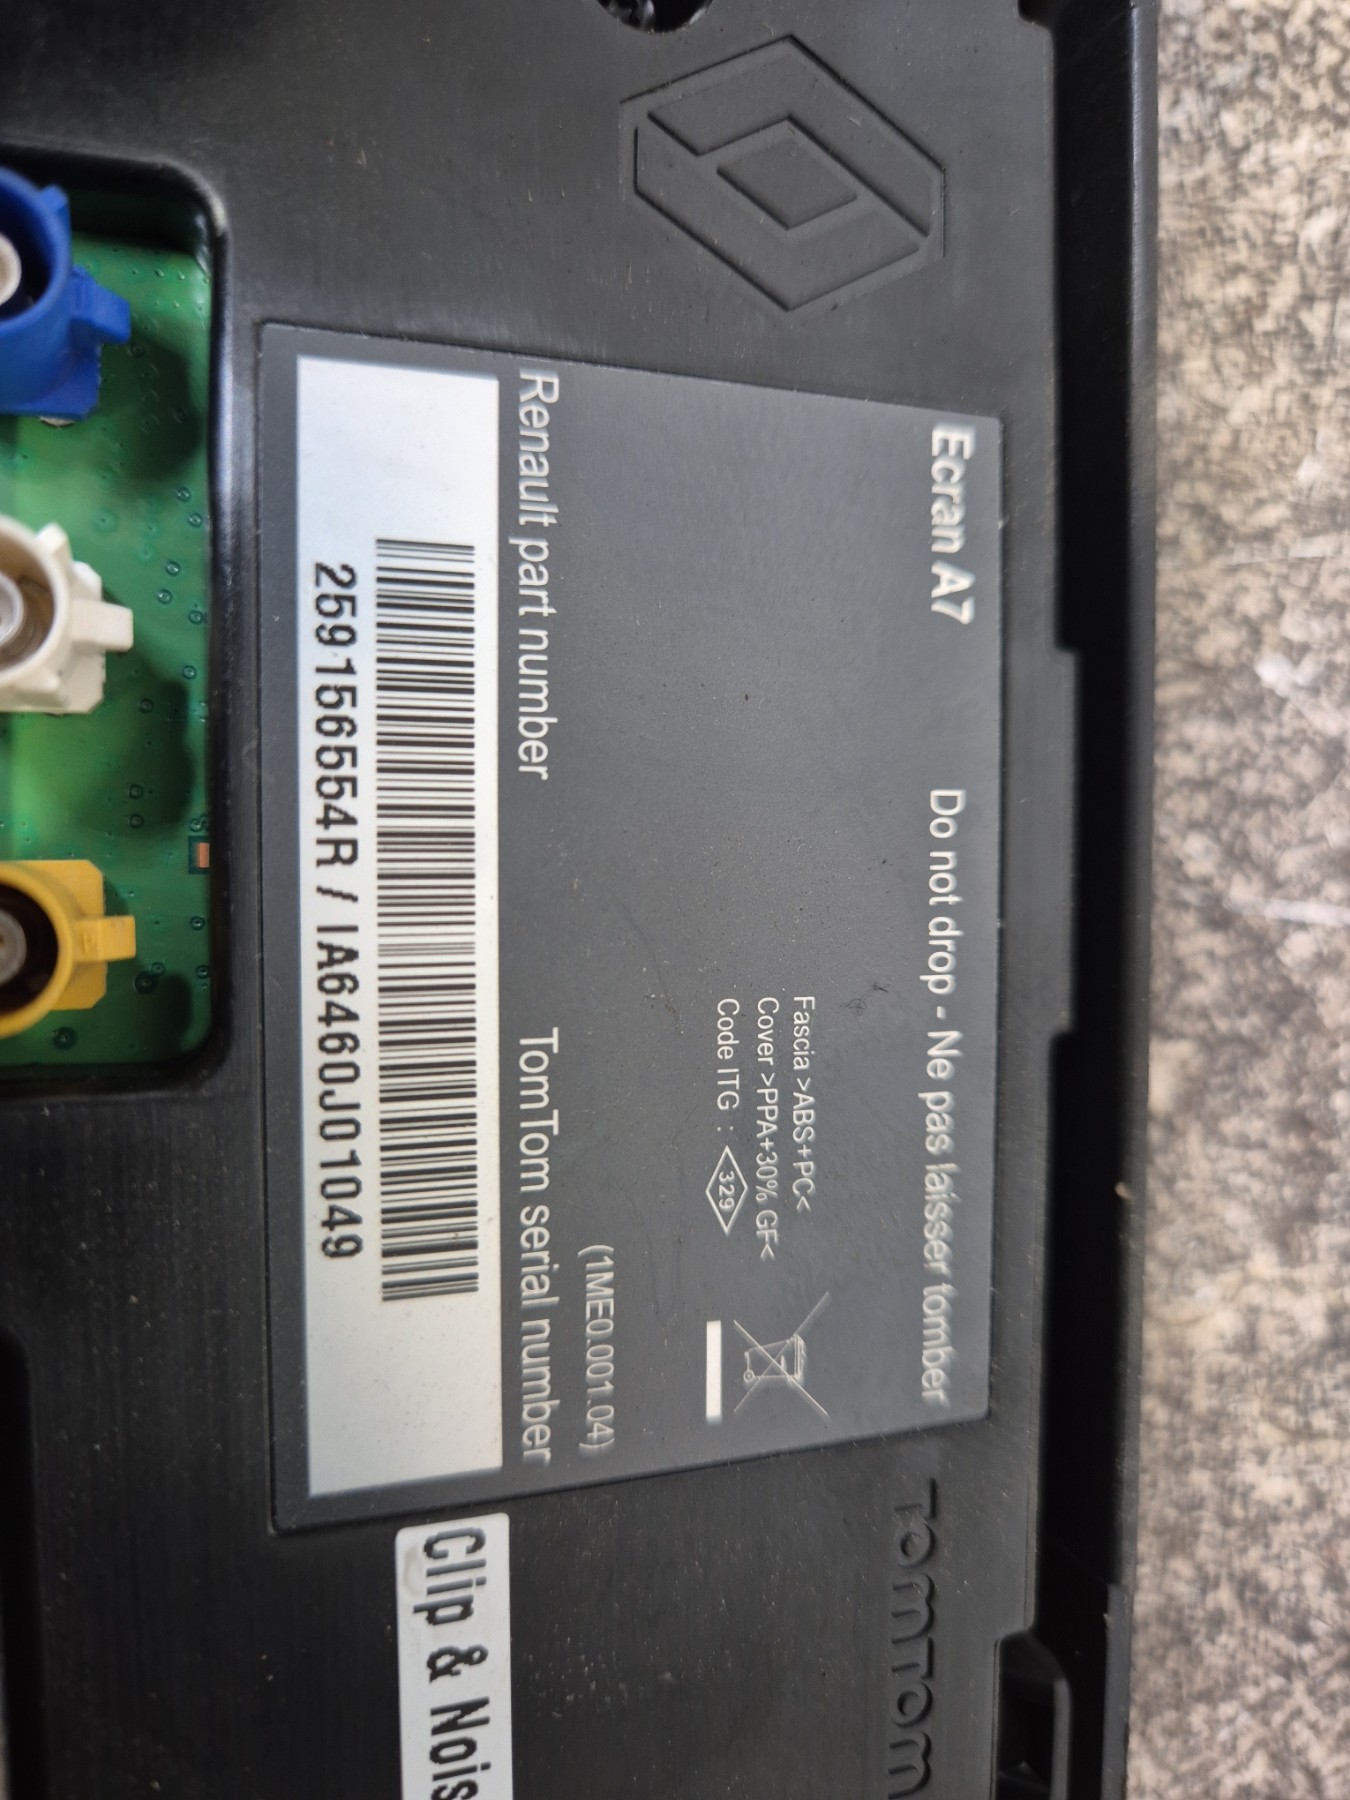 Ecran A7
Do not drop - Ne pas laisser tomber
Fascia >ABS+PC<
Cover >PPA+30% GF<
Code ITG : 329
(1ME0.001.04)
Renault part number
TomTom serial number
259156554R / IA6460J01049
TOMTOM
Clip & Nois